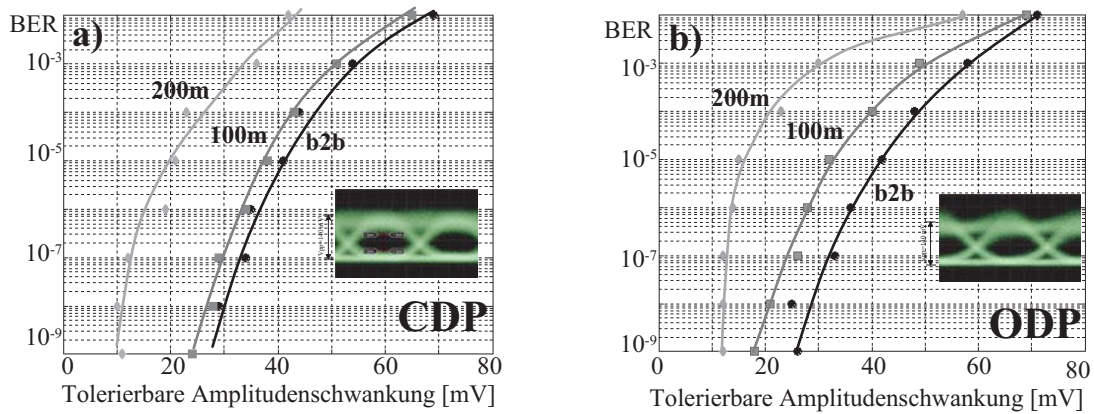 BER
a)
10-3
10-5
10-7
10-9
200m
100m
b2b
CDP
0 20 40 60 80
Tolerierbare Amplitudenschwankung [mV]
BER
b)
10-3
10-5
10-7
10-9
200m
100m
b2b
ODP
0 20 40 60 80
Tolerierbare Amplitudenschwankung [mV]